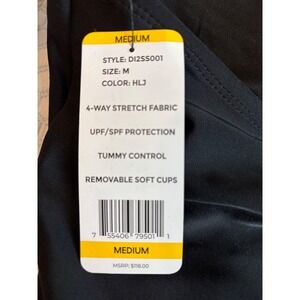 MEDIUM
STYLE: DI2SS001
SIZE: M
COLOR: HLJ
4-WAY STRETCH FABRIC
UPF/SPF PROTECTION
TUMMY CONTROL
REMOVABLE SOFT CUPS
7 55406 79501 1
MEDIUM
MSRP: $118.00